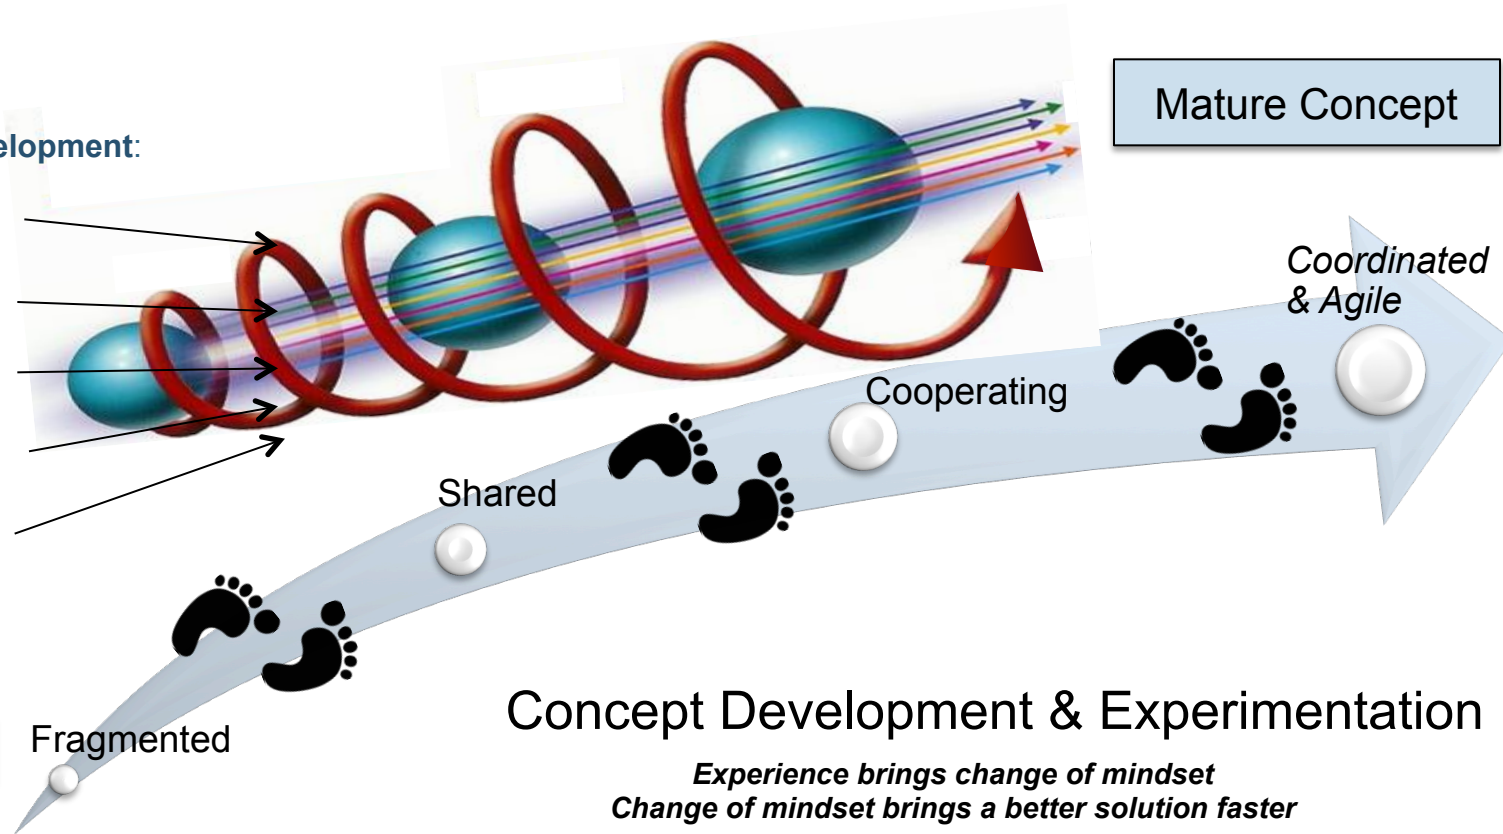 Mature Concept
elopment:
Coordinated
& Agile
Cooperating
Shared
Fragmented
Concept Development & Experimentation
Experience brings change of mindset
Change of mindset brings a better solution faster